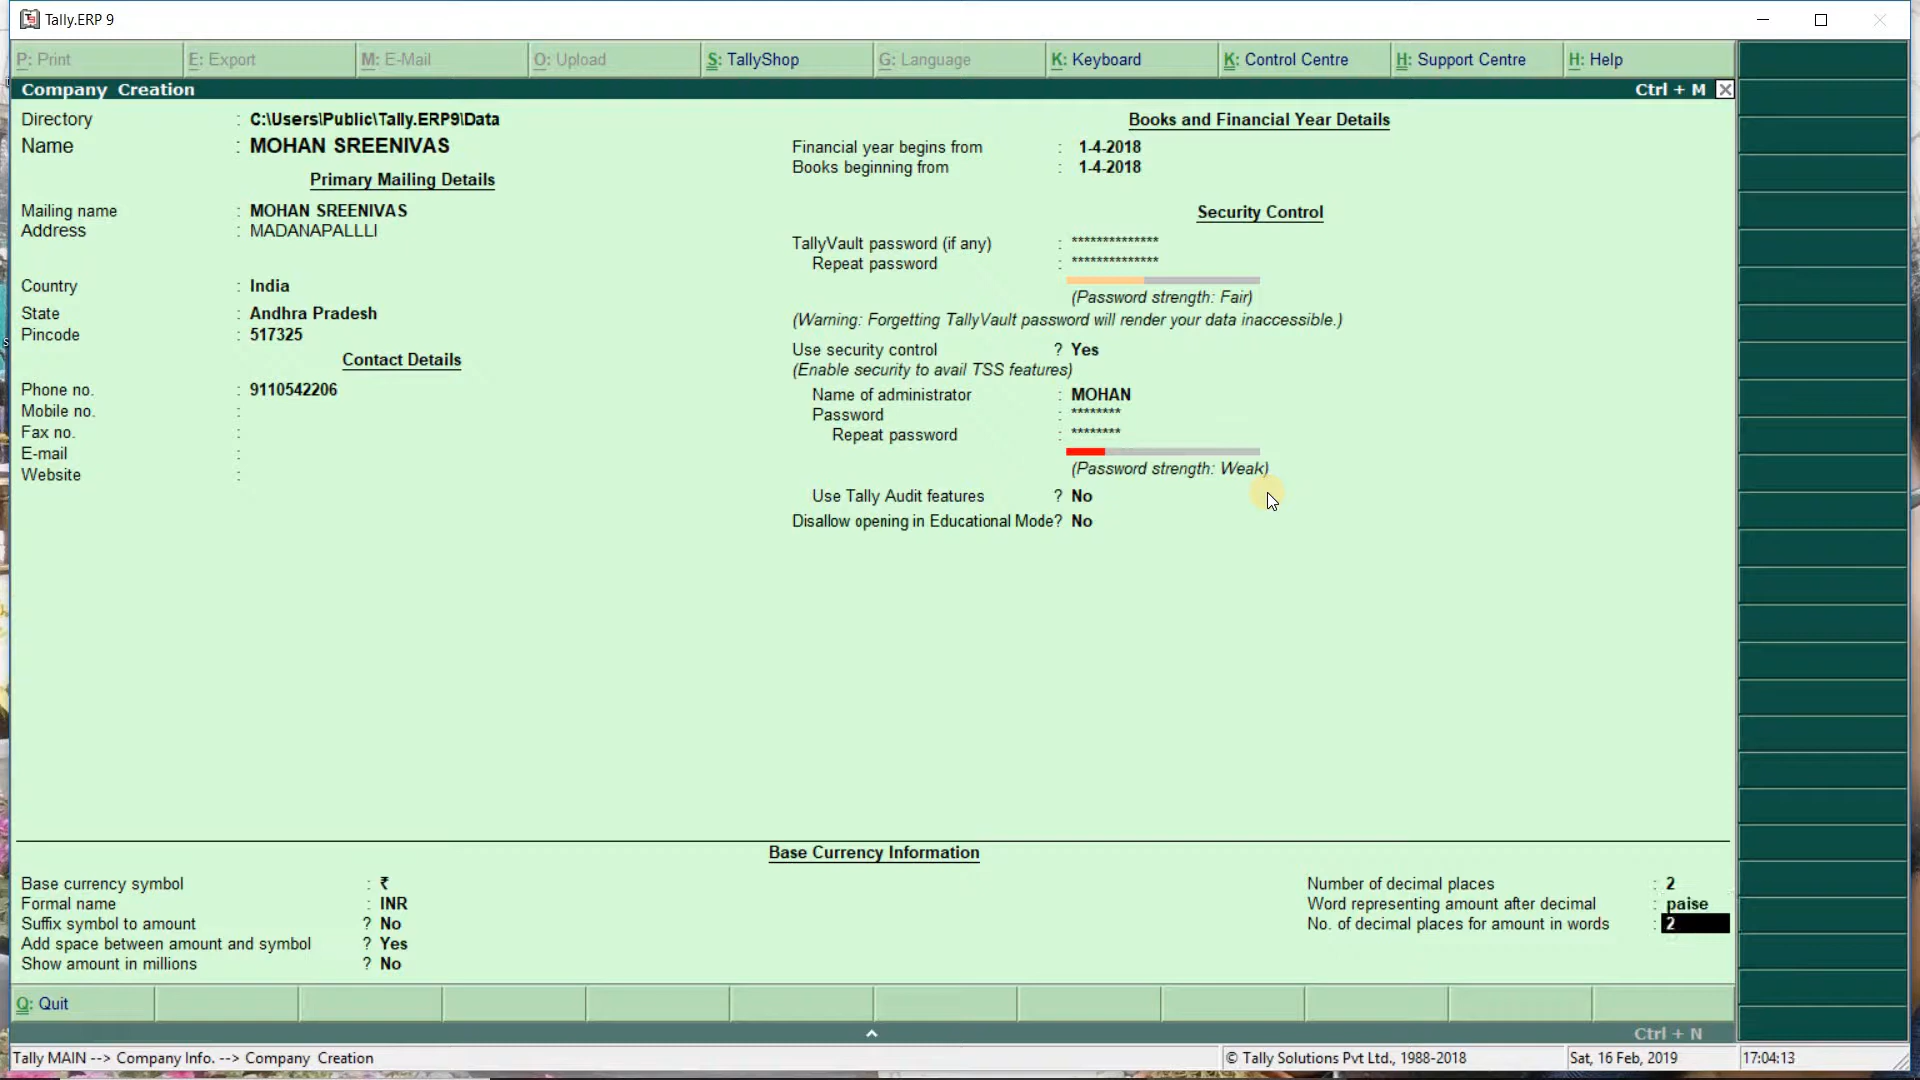 Tally.ERP 9
P: Print E: Export M: E-Mail O: Upload S: TallyShop G: Language K: Keyboard K: Control Centre H: Support Centre H: Help
Company Creation Ctrl + M
Directory : C:\Users\Public\Tally.ERP9\Data
Name : MOHAN SREENIVAS
Primary Mailing Details
Mailing name : MOHAN SREENIVAS
Address : MADANAPALLLI
Country : India
State : Andhra Pradesh
Pincode : 517325
Contact Details
Phone no. : 9110542206
Mobile no. :
Fax no. :
E-mail :
Website :
Books and Financial Year Details
Financial year begins from : 1-4-2018
Books beginning from : 1-4-2018
Security Control
TallyVault password (if any) : **************
Repeat password : **************
(Password strength: Fair)
(Warning: Forgetting TallyVault password will render your data inaccessible.)
Use security control ? Yes
(Enable security to avail TSS features)
Name of administrator : MOHAN
Password : ********
Repeat password : ********
(Password strength: Weak)
Use Tally Audit features ? No
Disallow opening in Educational Mode? No
Base Currency Information
Base currency symbol : ₹
Formal name : INR
Suffix symbol to amount ? No
Add space between amount and symbol ? Yes
Show amount in millions ? No
Number of decimal places : 2
Word representing amount after decimal : paise
No. of decimal places for amount in words : 2
Q: Quit
Ctrl + N
Tally MAIN --> Company Info. --> Company Creation © Tally Solutions Pvt Ltd., 1988-2018 Sat, 16 Feb, 2019 17:04:13